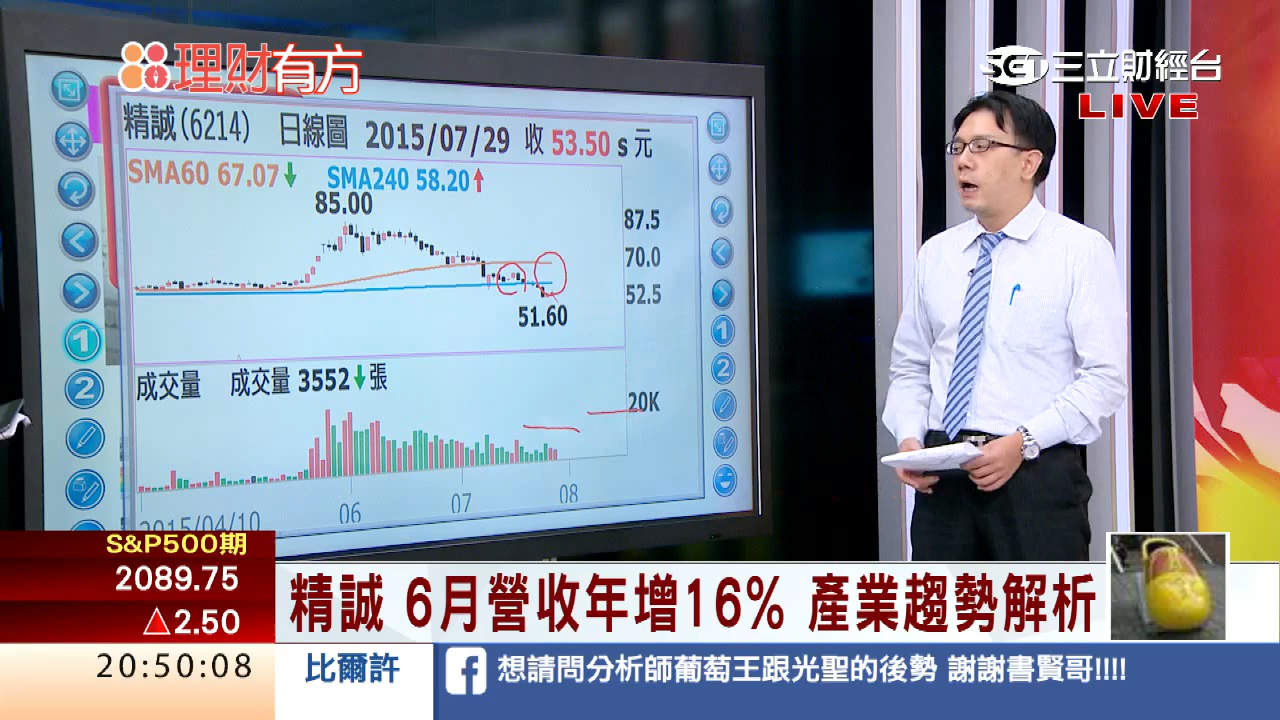 理財有方
SET三立財經台
LIVE
精誠(6214) 日線圖 2015/07/29 收 53.50 s 元
SMA60 67.07↓ SMA240 58.20↑
85.00
87.5
70.0
52.5
51.60
成交量 成交量 3552↓張
20K
2015/04/10 06 07 08
1
2
1
2
S&P500期
2089.75
△2.50
精誠 6月營收年增16% 產業趨勢解析
20:50:08
比爾許
f 想請問分析師葡萄王跟光聖的後勢 謝謝書賢哥!!!!